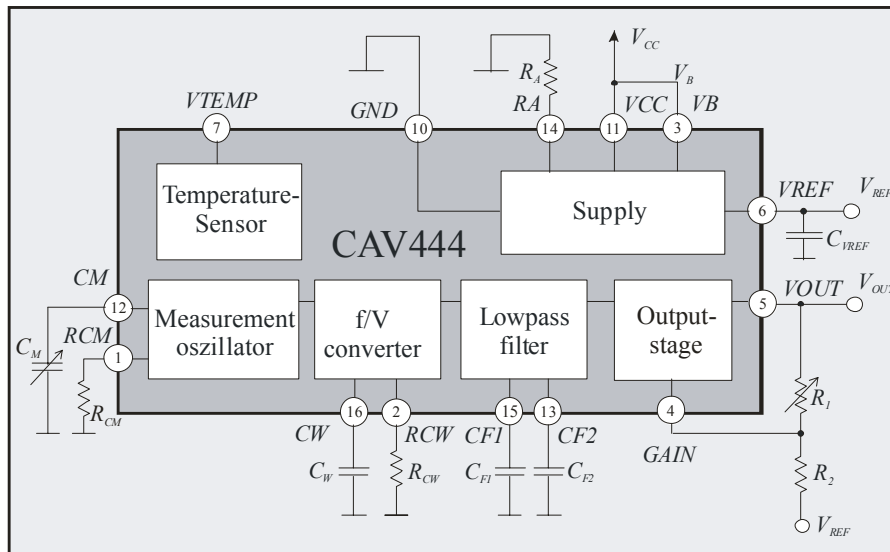 V_CC
R_A
V_B
VTEMP
GND
RA
VCC
VB
7
10
14
11
3
Temperature-
Sensor
Supply
VREF
V_REF
6
C_VREF
CAV444
CM
12
VOUT
V_OUT
5
Measurement
oszillator
f/V
converter
Lowpass
filter
Output-
stage
RCM
C_M
1
R_CM
R_1
16
2
15
13
4
CW
RCW
CF1
CF2
GAIN
C_W
R_CW
C_F1
C_F2
R_2
V_REF